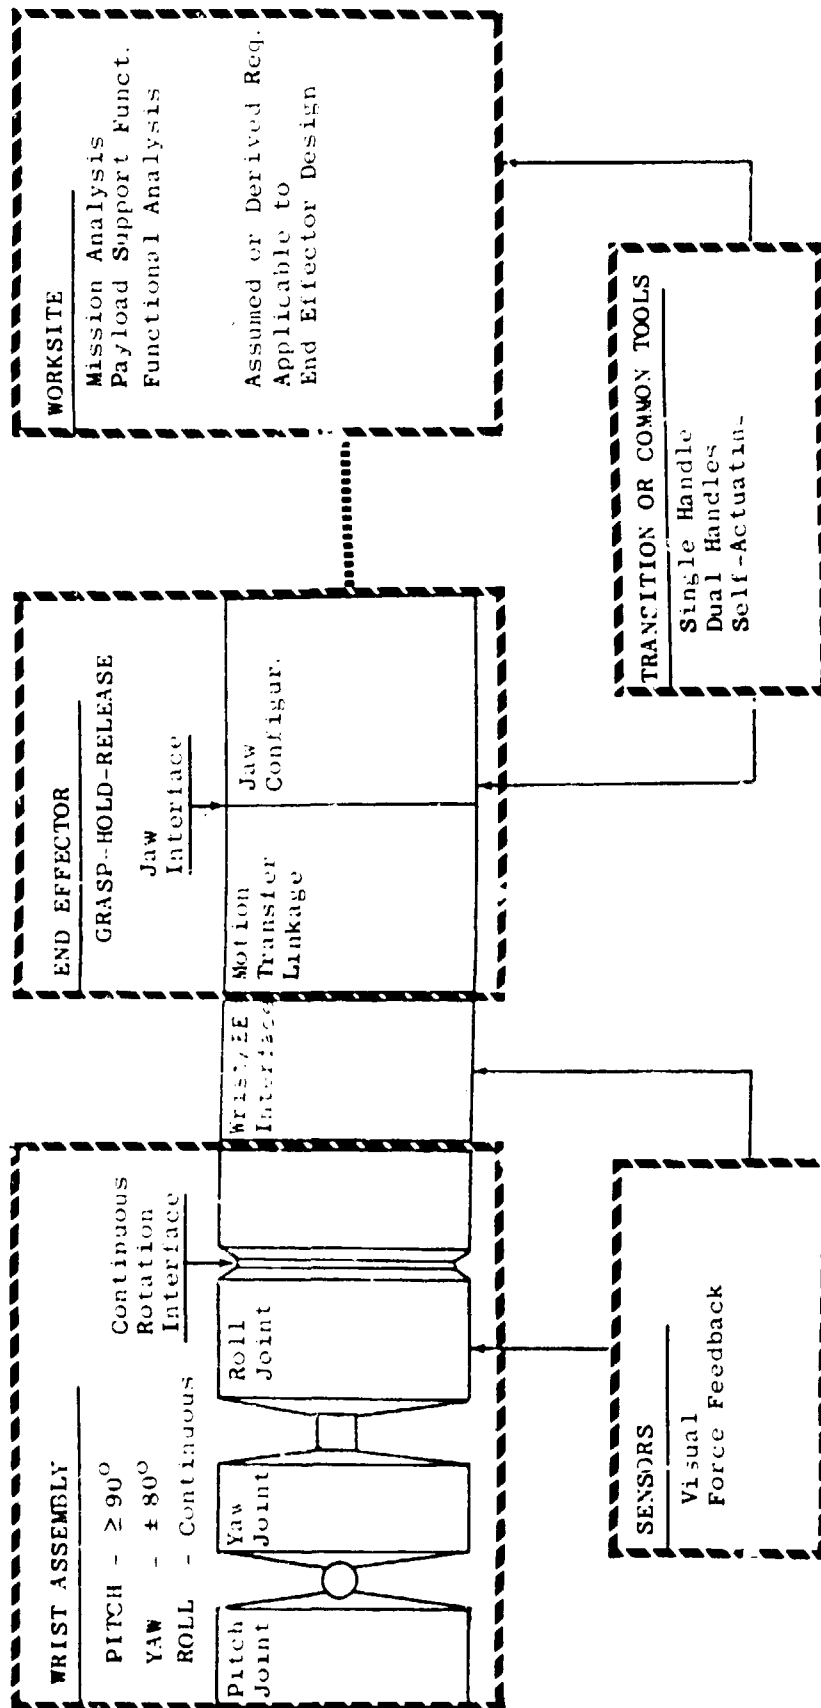 WRIST ASSEMBLY
PITCH - ≥ 90°
YAW - ± 80°
ROLL - Continuous
Continuous
Rotation
Interface
Pitch
Joint
Yaw
Joint
Roll
Joint
Wrist/EE
Interface
END EFFECTOR
GRASP-HOLD-RELEASE
Jaw
Interface
Motion
Transfer
Linkage
Jaw
Configur.
WORKSITE
Mission Analysis
Payload Support Funct.
Functional Analysis
Assumed or Derived Req.
Applicable to
End Effector Design
SENSORS
Visual
Force Feedback
TRANSITION OR COMMON TOOLS
Single Handle
Dual Handles
Self-Actuatin